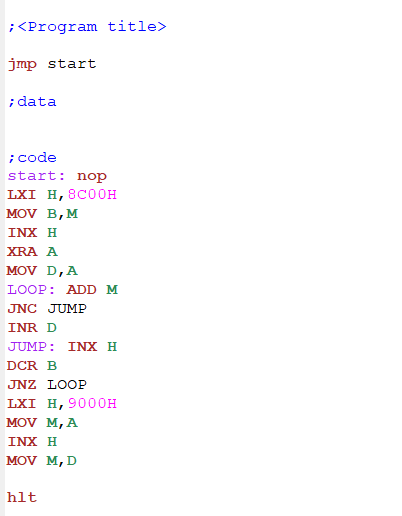 ;<Program title>
jmp start
;data
;code
start: nop
LXI H,8C00H
MOV B,M
INX H
XRA A
MOV D,A
LOOP: ADD M
JNC JUMP
INR D
JUMP: INX H
DCR B
JNZ LOOP
LXI H,9000H
MOV M,A
INX H
MOV M,D
hlt